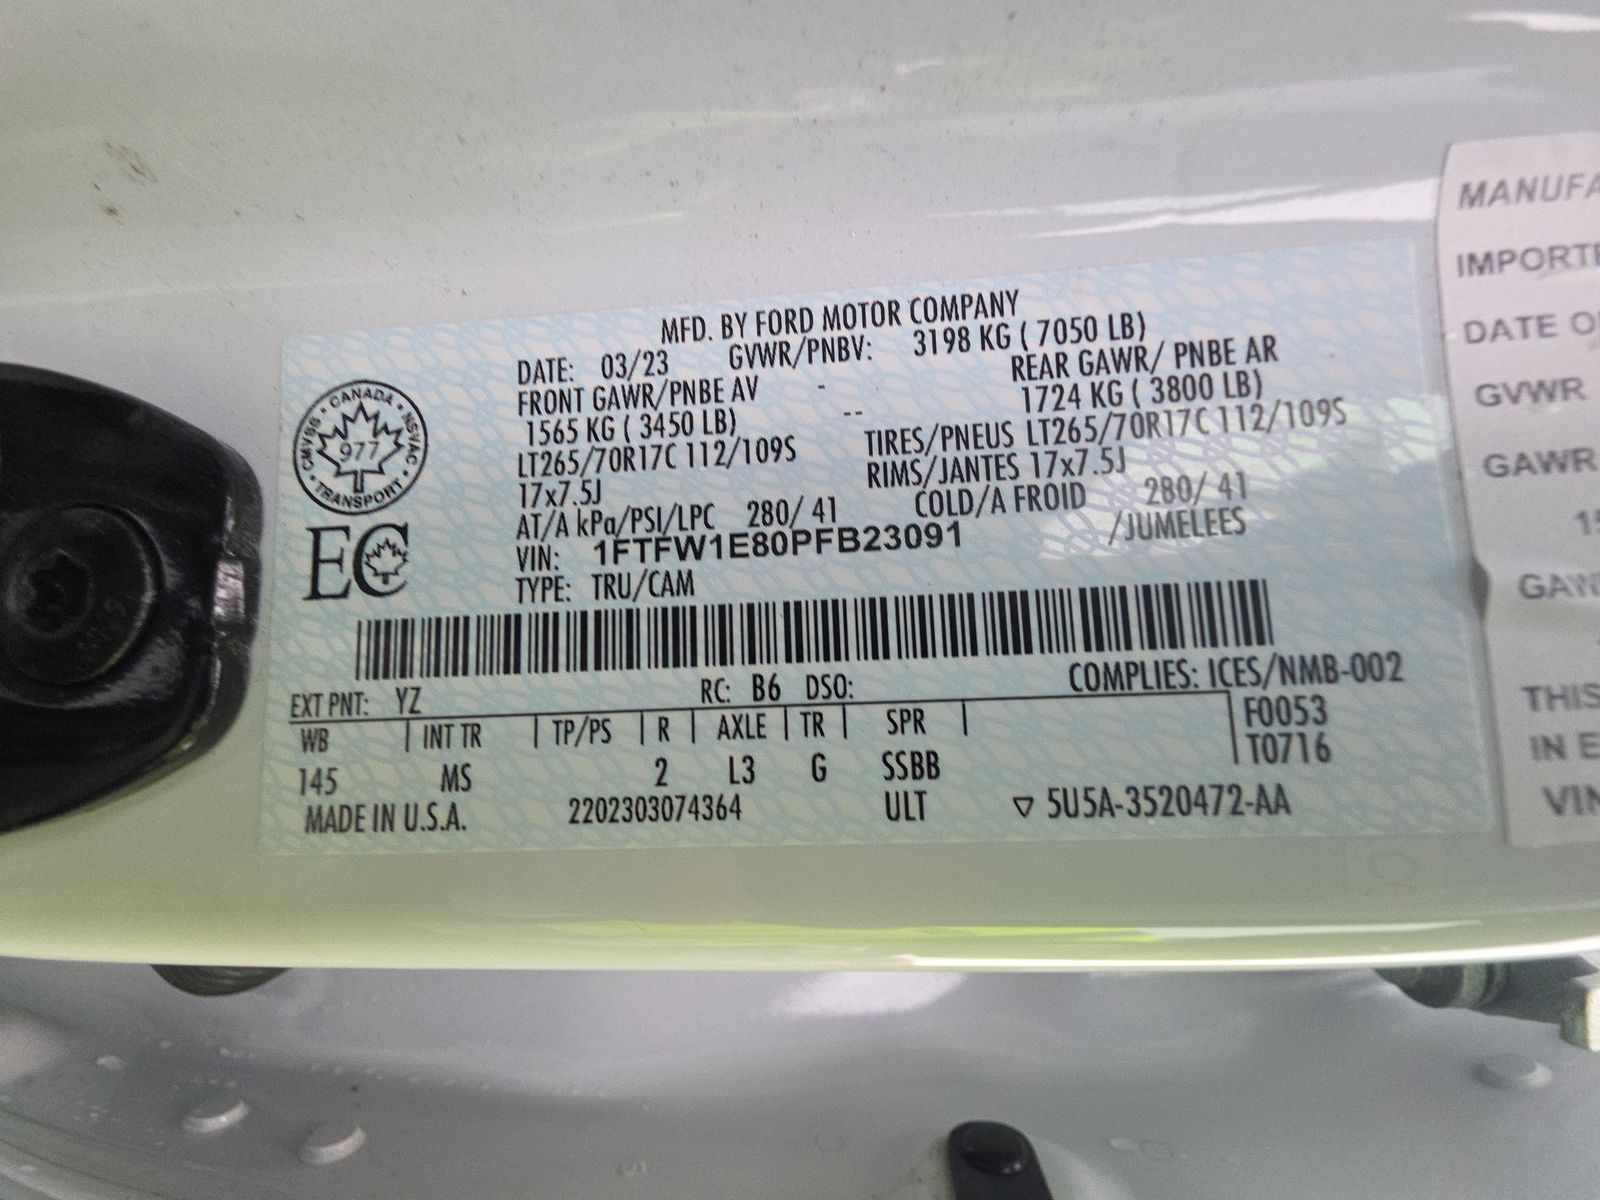 MFD. BY FORD MOTOR COMPANY
DATE: 03/23 GVWR/PNBV: 3198 KG ( 7050 LB)
FRONT GAWR/PNBE AV - REAR GAWR/ PNBE AR
1565 KG ( 3450 LB) -- 1724 KG ( 3800 LB)
LT265/70R17C 112/109S TIRES/PNEUS LT265/70R17C 112/109S
17x7.5J RIMS/JANTES 17x7.5J
AT/A kPa/PSI/LPC 280/ 41 COLD/A FROID 280/ 41
VIN: 1FTFW1E80PFB23091 /JUMELEES
TYPE: TRU/CAM
CANADA • NSVAC • TRANSPORT • CMVSS •
977
EC
EXT PNT: YZ RC: B6 DSO: COMPLIES: ICES/NMB-002
WB | INT TR | TP/PS | R | AXLE | TR | SPR | F0053
145 MS 2 L3 G SSBB | T0716
MADE IN U.S.A. 2202303074364 ULT ▽ 5U5A-3520472-AA
MANUFA
IMPORTE
DATE O
GVWR
GAWR
15
GAW
THIS
IN E
VIN